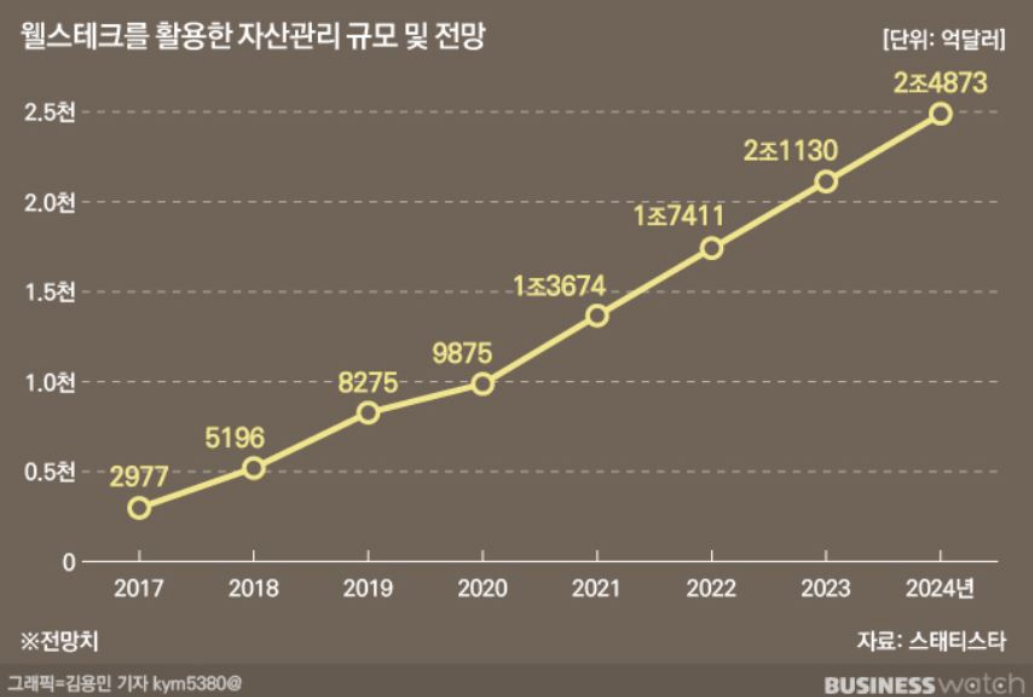 웰스테크를 활용한 자산관리 규모 및 전망
[단위: 억달러]
2조4873
2.5천
2조1130
2.0천
1조7411
1.5천
1조3674
9875
1.0천
8275
5196
0.5천
2977
0
2017 2018 2019 2020 2021 2022 2023 2024년
※전망치
자료: 스태티스타
그래픽=김용민 기자 kym5380@
BUSINESSwatch